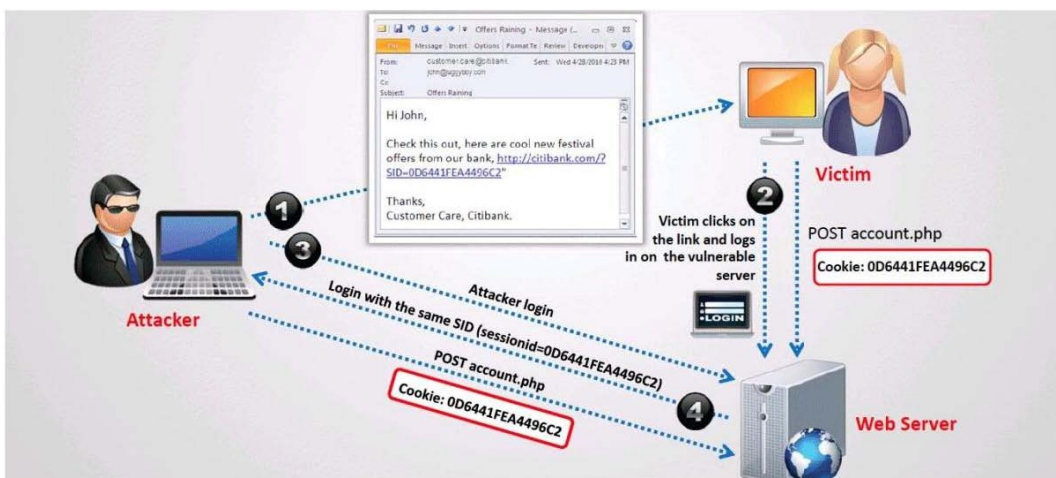 Offers Raining - Message (...
File Message Insert Options Format Te Review Developer
From: customer.care@citibank. Sent: Wed 4/28/2010 4:23 PM
To:
Cc:
Subject: Offers Raining
Hi John,
Check this out, here are cool new festival
offers from our bank, http://citibank.com/?
SID=0D6441FEA4496C2"
Thanks,
Customer Care, Citibank.
1
Attacker
Victim
2
Victim clicks on
the link and logs
in on the vulnerable
server
LOGIN
POST account.php
Cookie: 0D6441FEA4496C2
3
Attacker login
Login with the same SID (sessionid=0D6441FEA4496C2)
4
POST account.php
Cookie: 0D6441FEA4496C2
Web Server